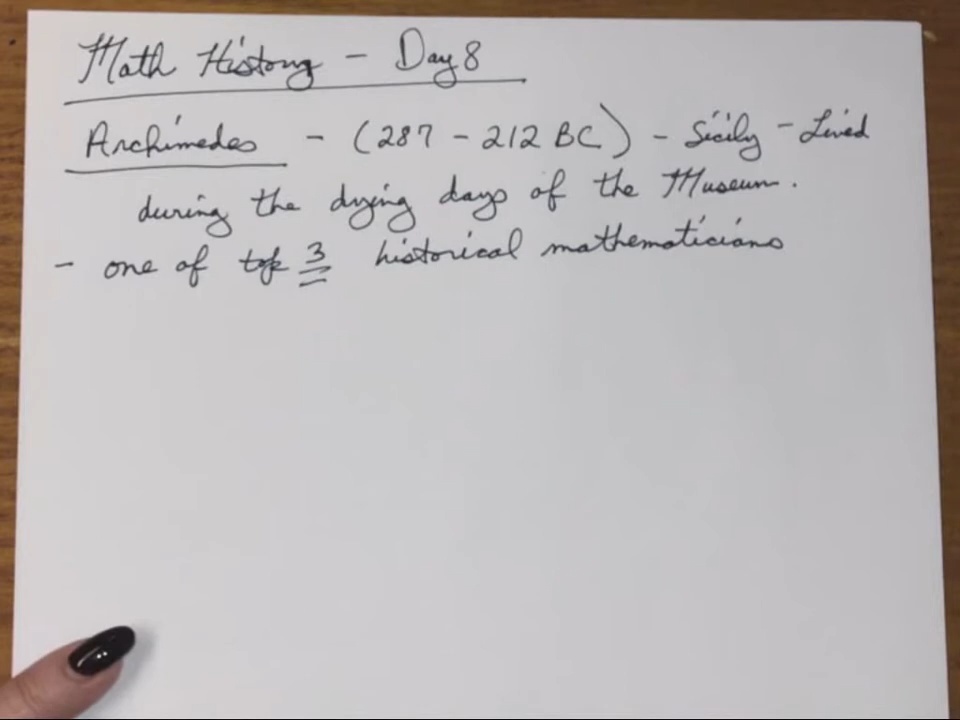 Math History - Day 8
Archimedes - (287 - 212 BC) - Sicily - Lived
during the dying days of the Museum.
- one of top 3 historical mathematicians